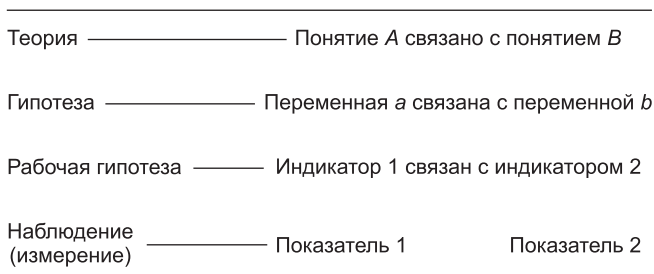 Теория Понятие A связано с понятием B
Гипотеза Переменная a связана с переменной b
Рабочая гипотеза Индикатор 1 связан с индикатором 2
Наблюдение
(измерение) Показатель 1 Показатель 2